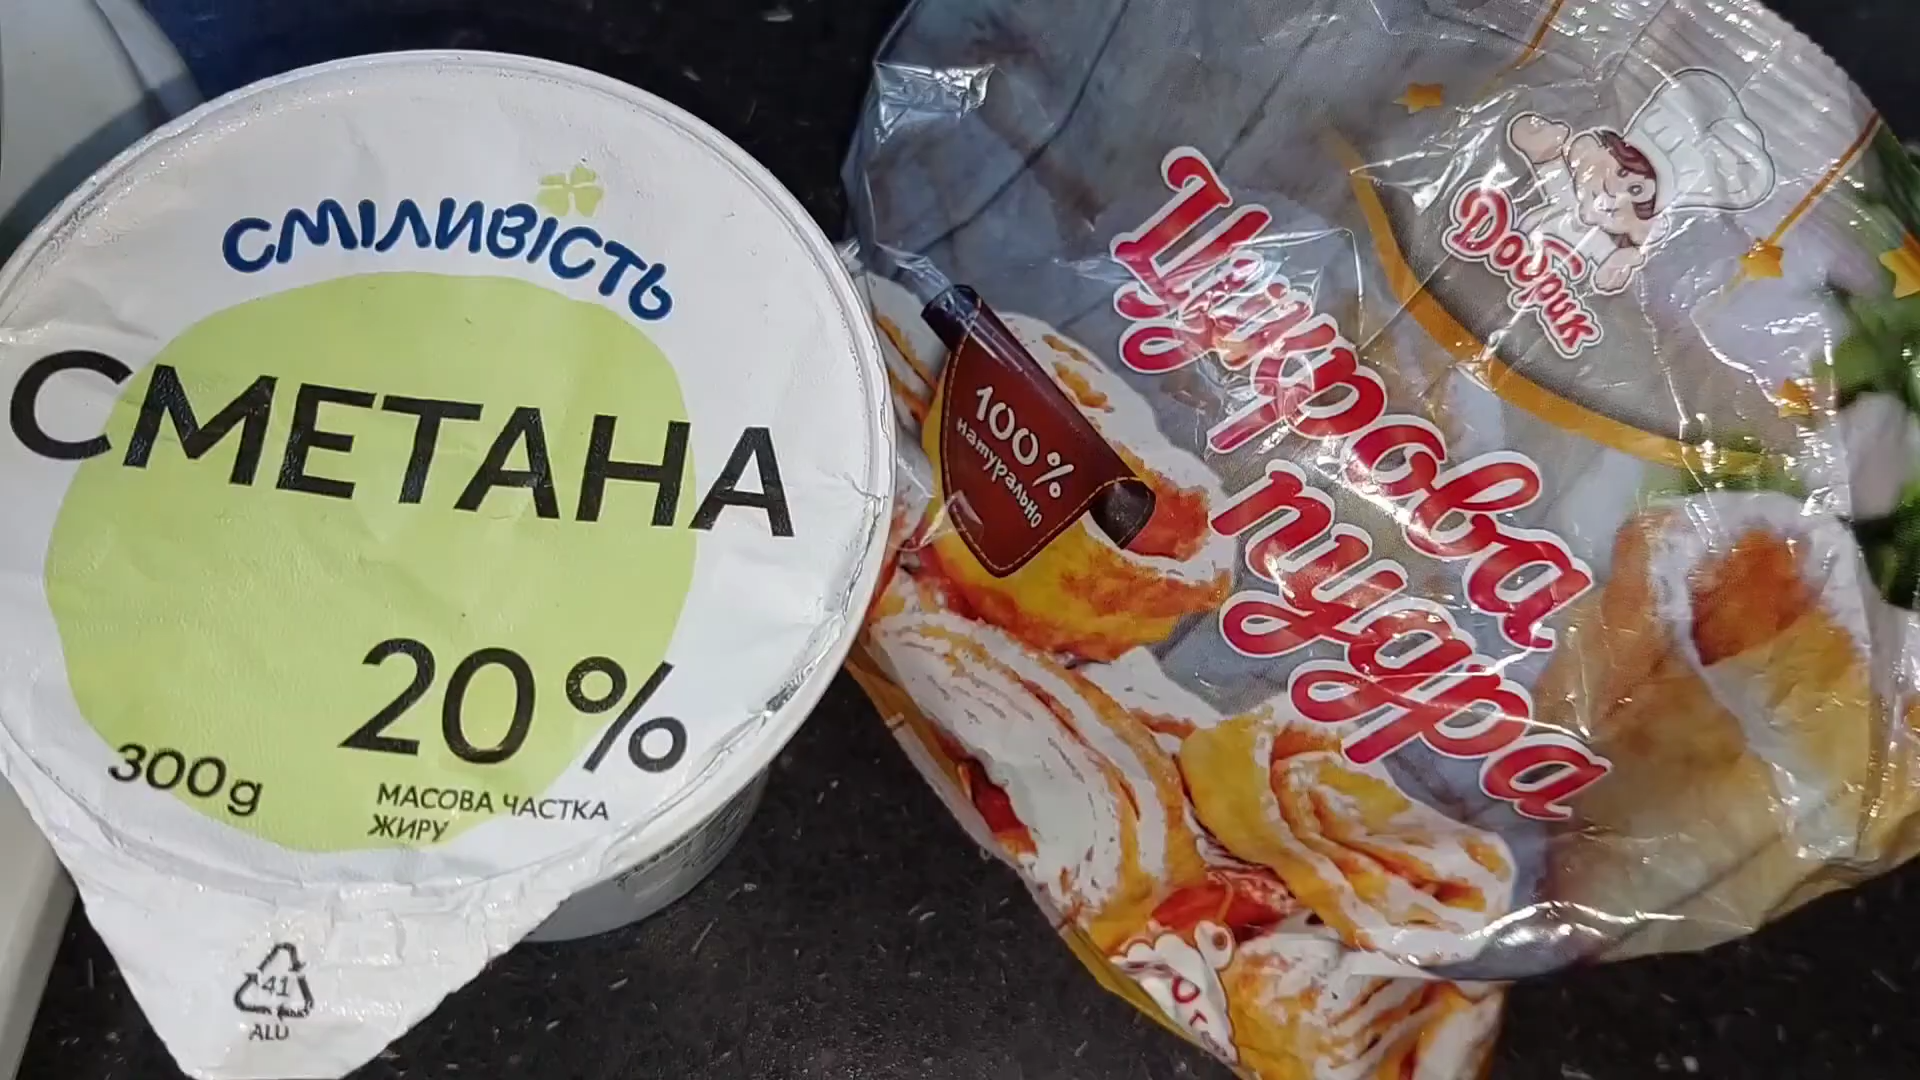 СМІЛИВІСТЬ
СМЕТАНА
20%
300g
МАСОВА ЧАСТКА
ЖИРУ
41
ALU
Добрик
Цукрова
пудра
100%
натурально